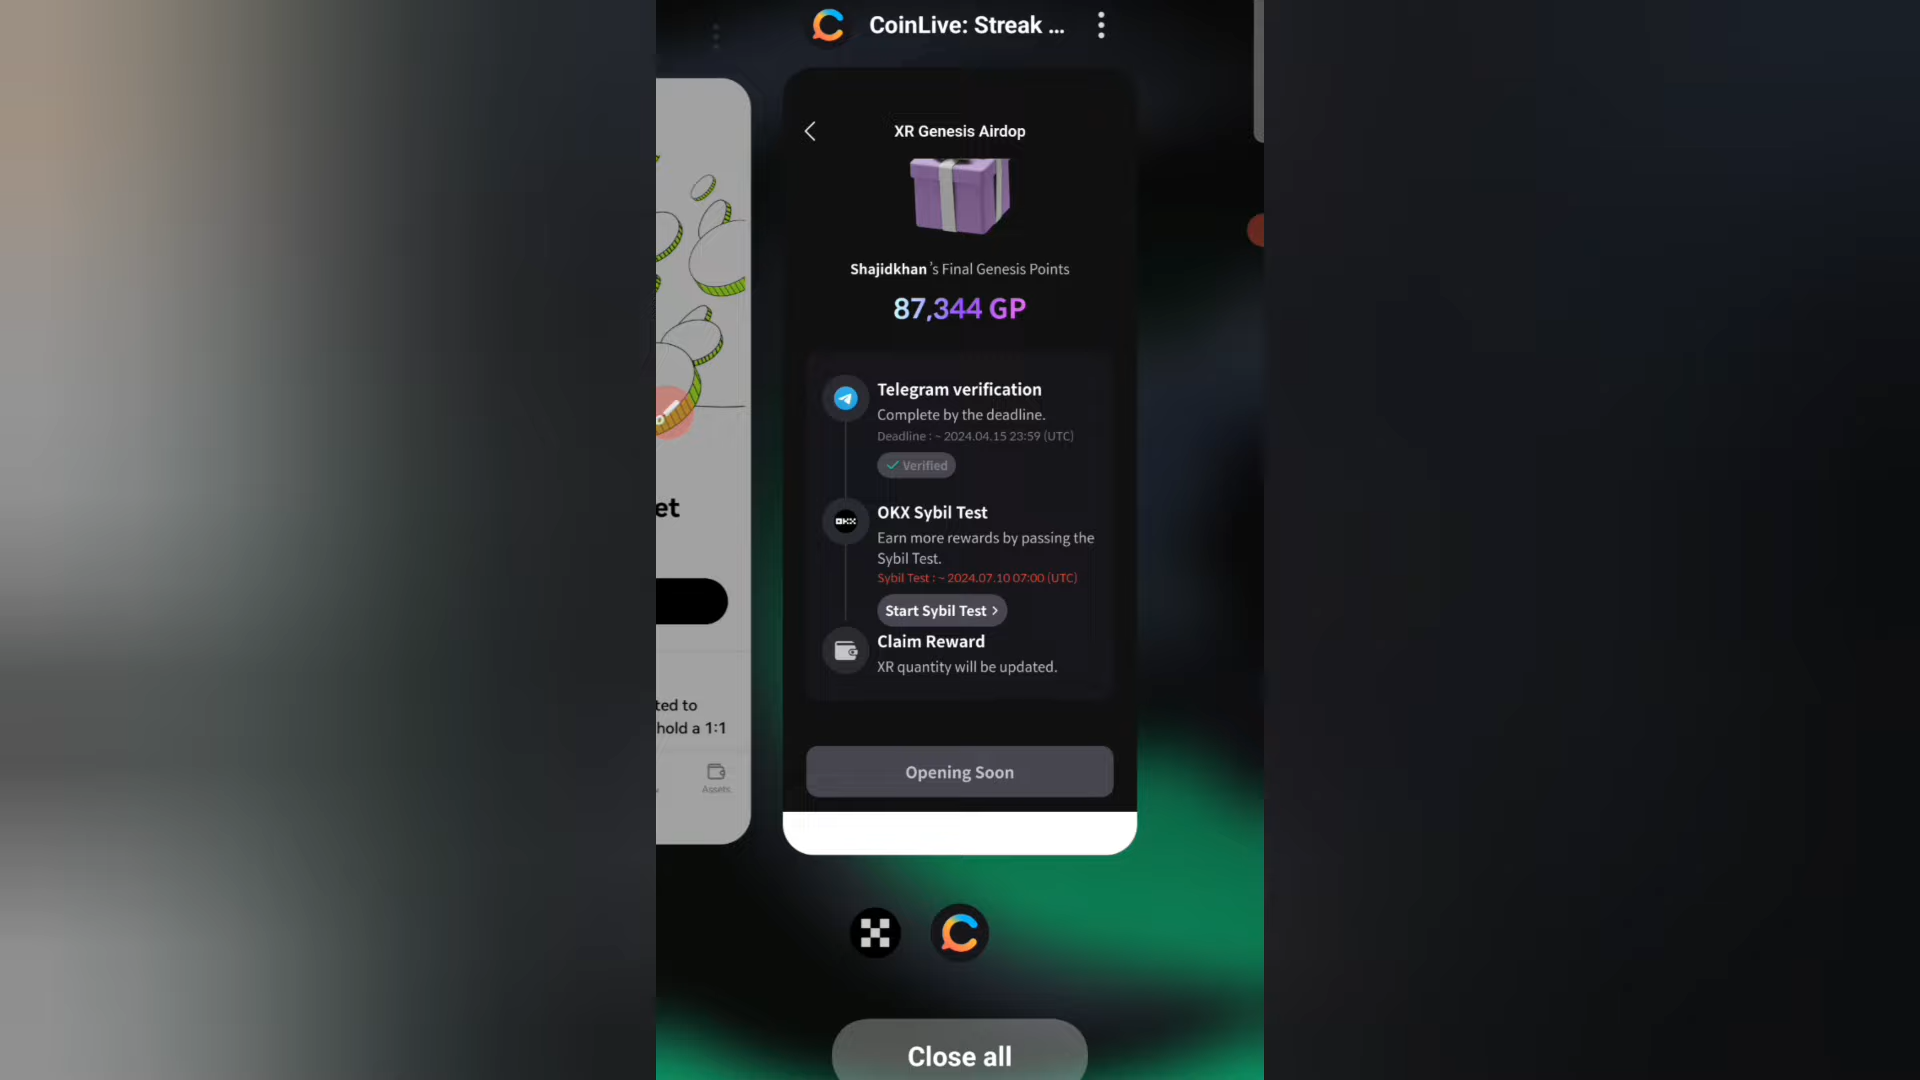 CoinLive: Streak ...
XR Genesis Airdop
Shajidkhan's Final Genesis Points
87,344 GP
Telegram verification
Complete by the deadline.
Deadline : ~ 2024.04.15 23:59 (UTC)
Verified
OKX
OKX Sybil Test
Earn more rewards by passing the
Sybil Test.
Sybil Test : ~ 2024.07.10 07:00 (UTC)
Start Sybil Test >
Claim Reward
XR quantity will be updated.
Opening Soon
et
ted to
hold a 1:1
Assets
Close all